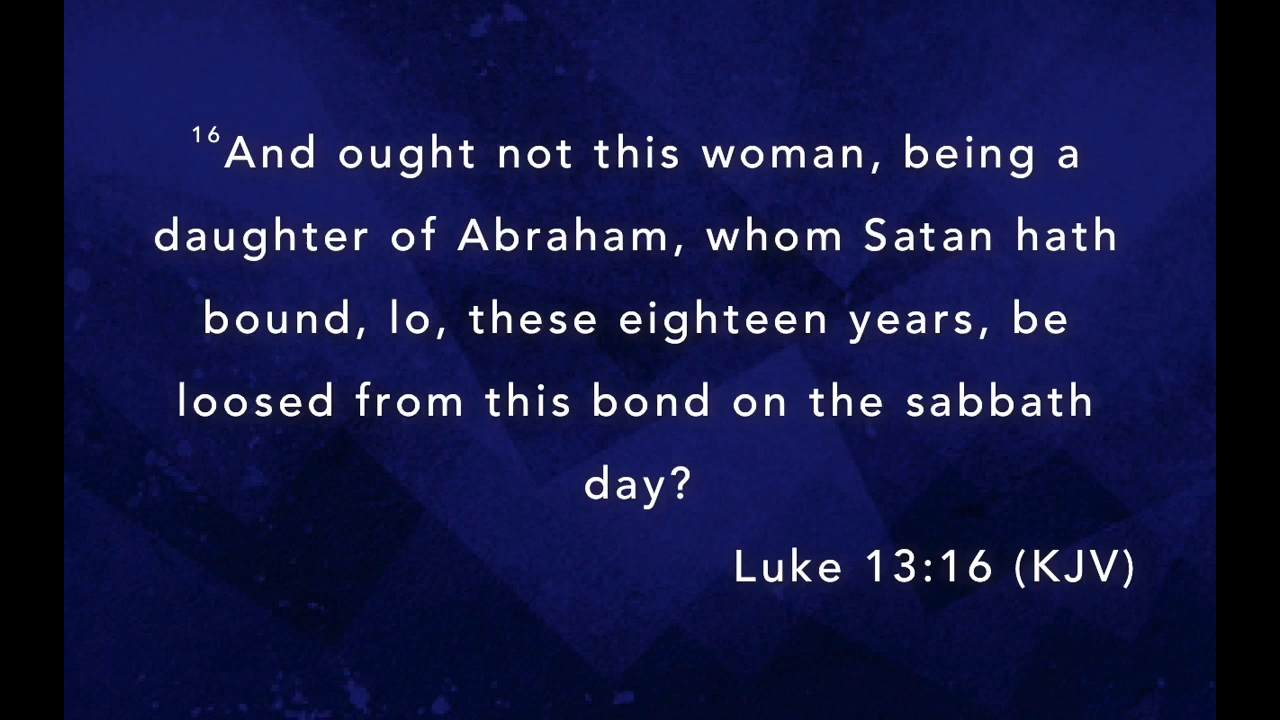 16And ought not this woman, being a
daughter of Abraham, whom Satan hath
bound, lo, these eighteen years, be
loosed from this bond on the sabbath
day?
Luke 13:16 (KJV)